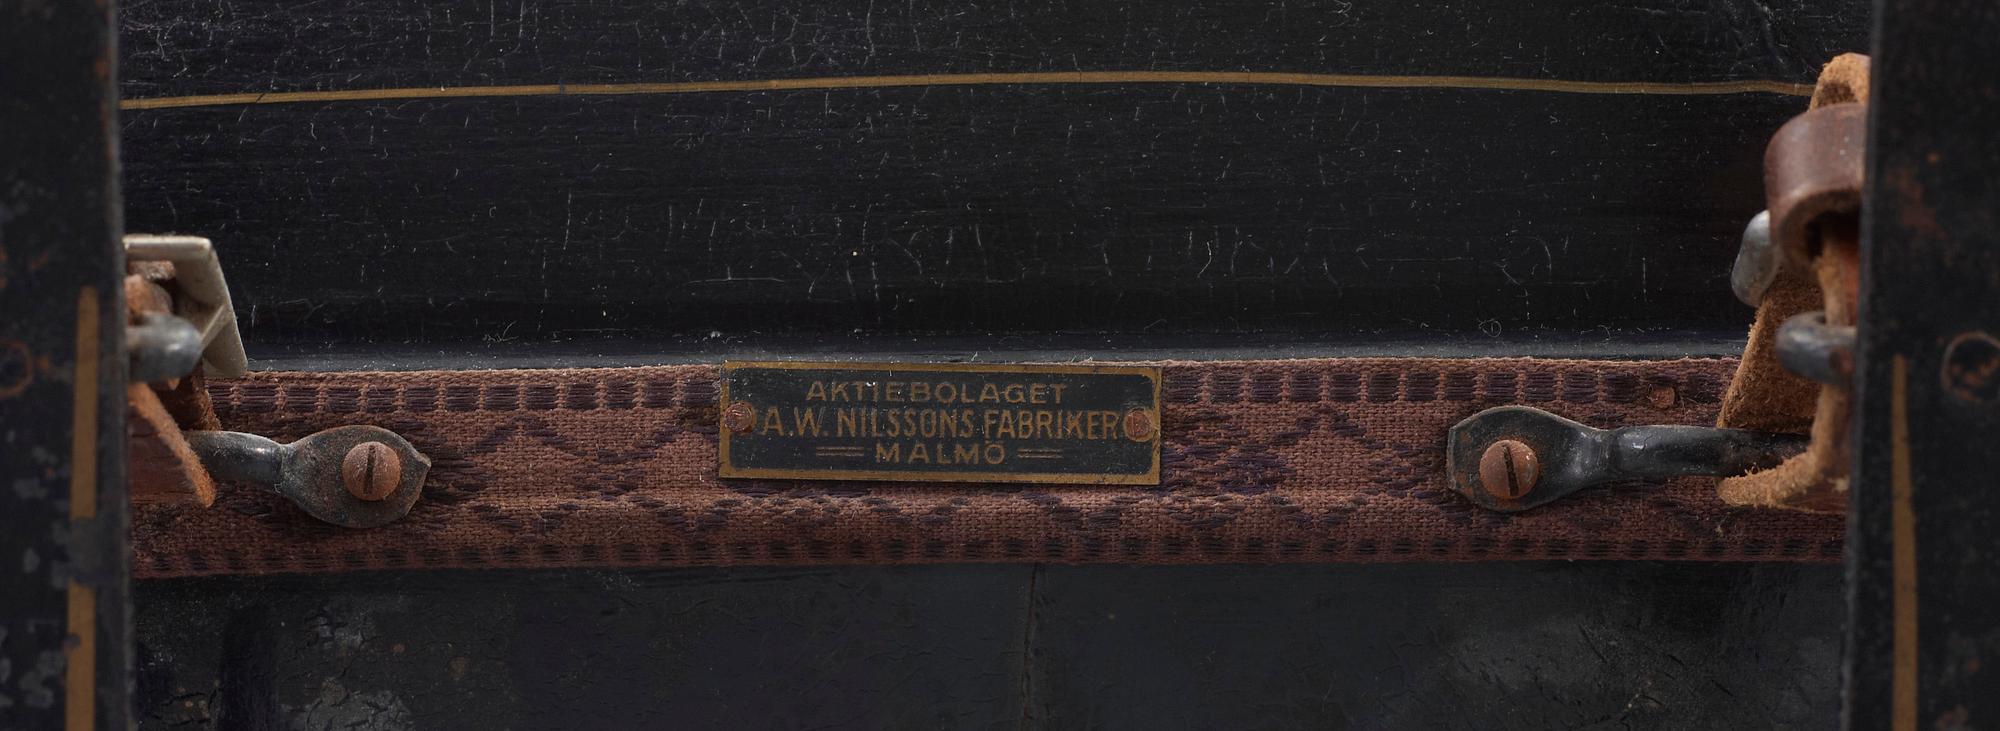 AKTIEBOLAGET
A.W. NILSSONS FABRIKER
MALMÖ